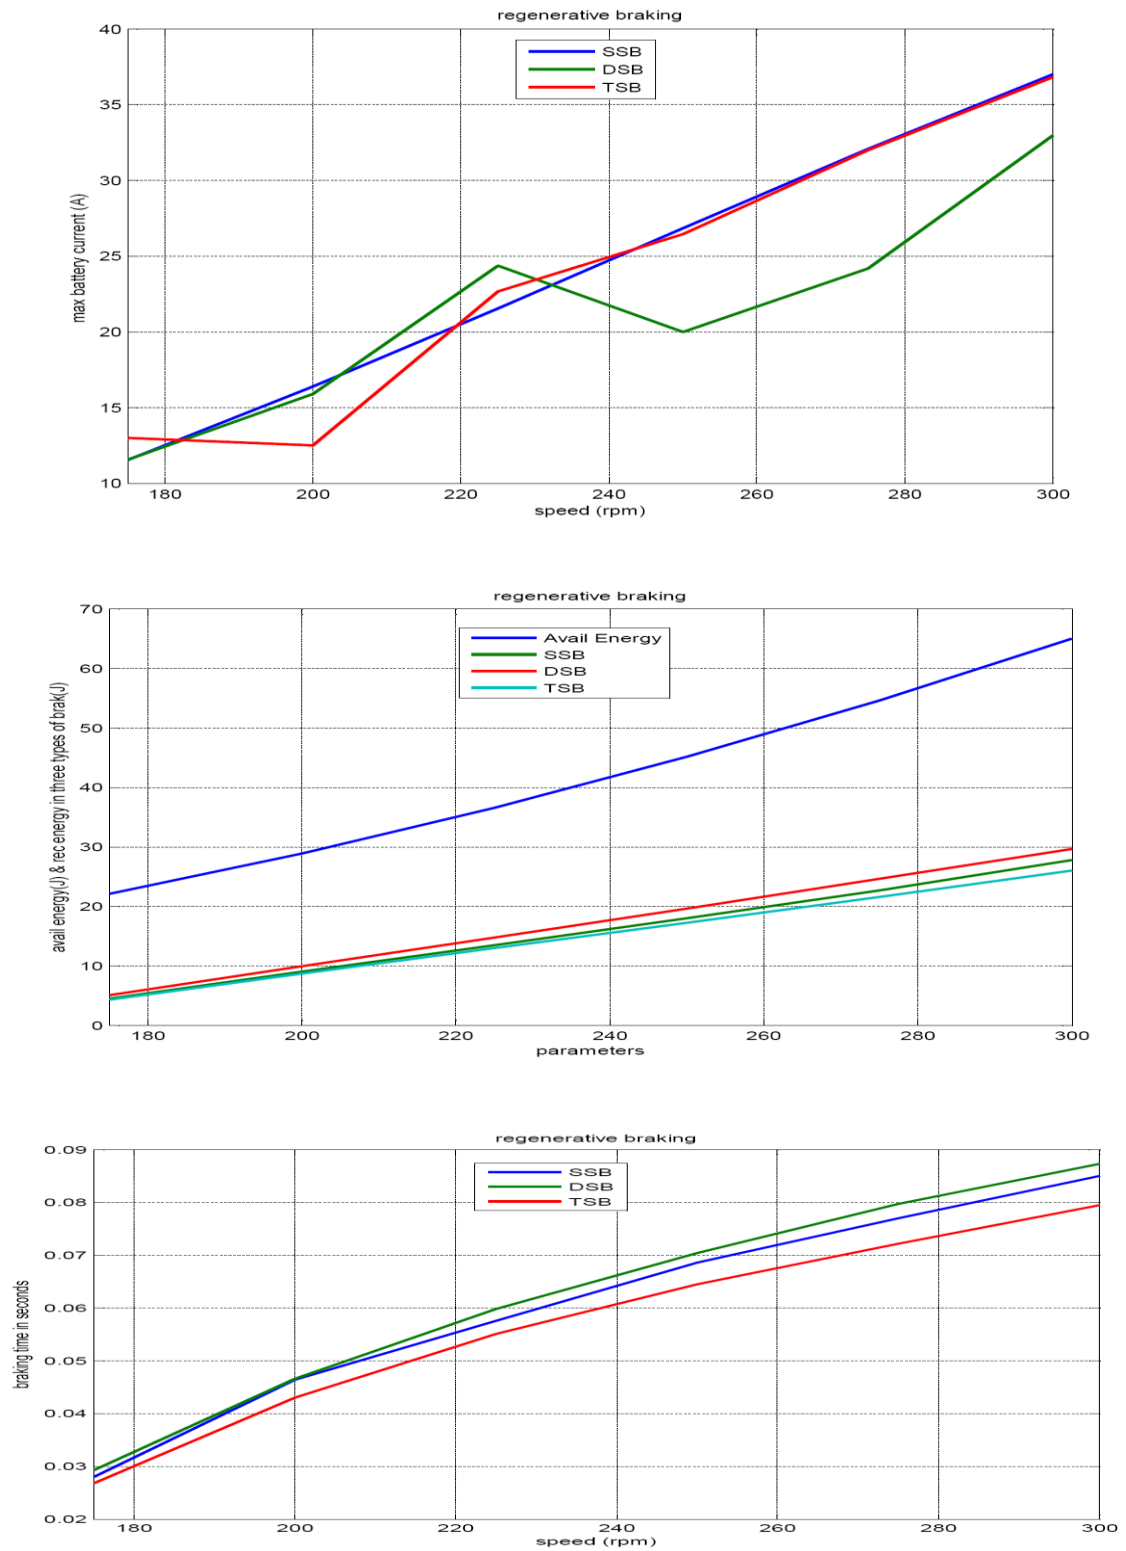 regenerative braking
SSB
DSB
TSB
max battery current (A)
40
35
30
25
20
15
10
180 200 220 240 260 280 300
speed (rpm)
regenerative braking
Avail Energy
SSB
DSB
TSB
avail energy(J) & rec energy in three types of brak(J)
70
60
50
40
30
20
10
0
180 200 220 240 260 280 300
parameters
regenerative braking
SSB
DSB
TSB
braking time in seconds
0.09
0.08
0.07
0.06
0.05
0.04
0.03
0.02
180 200 220 240 260 280 300
speed (rpm)